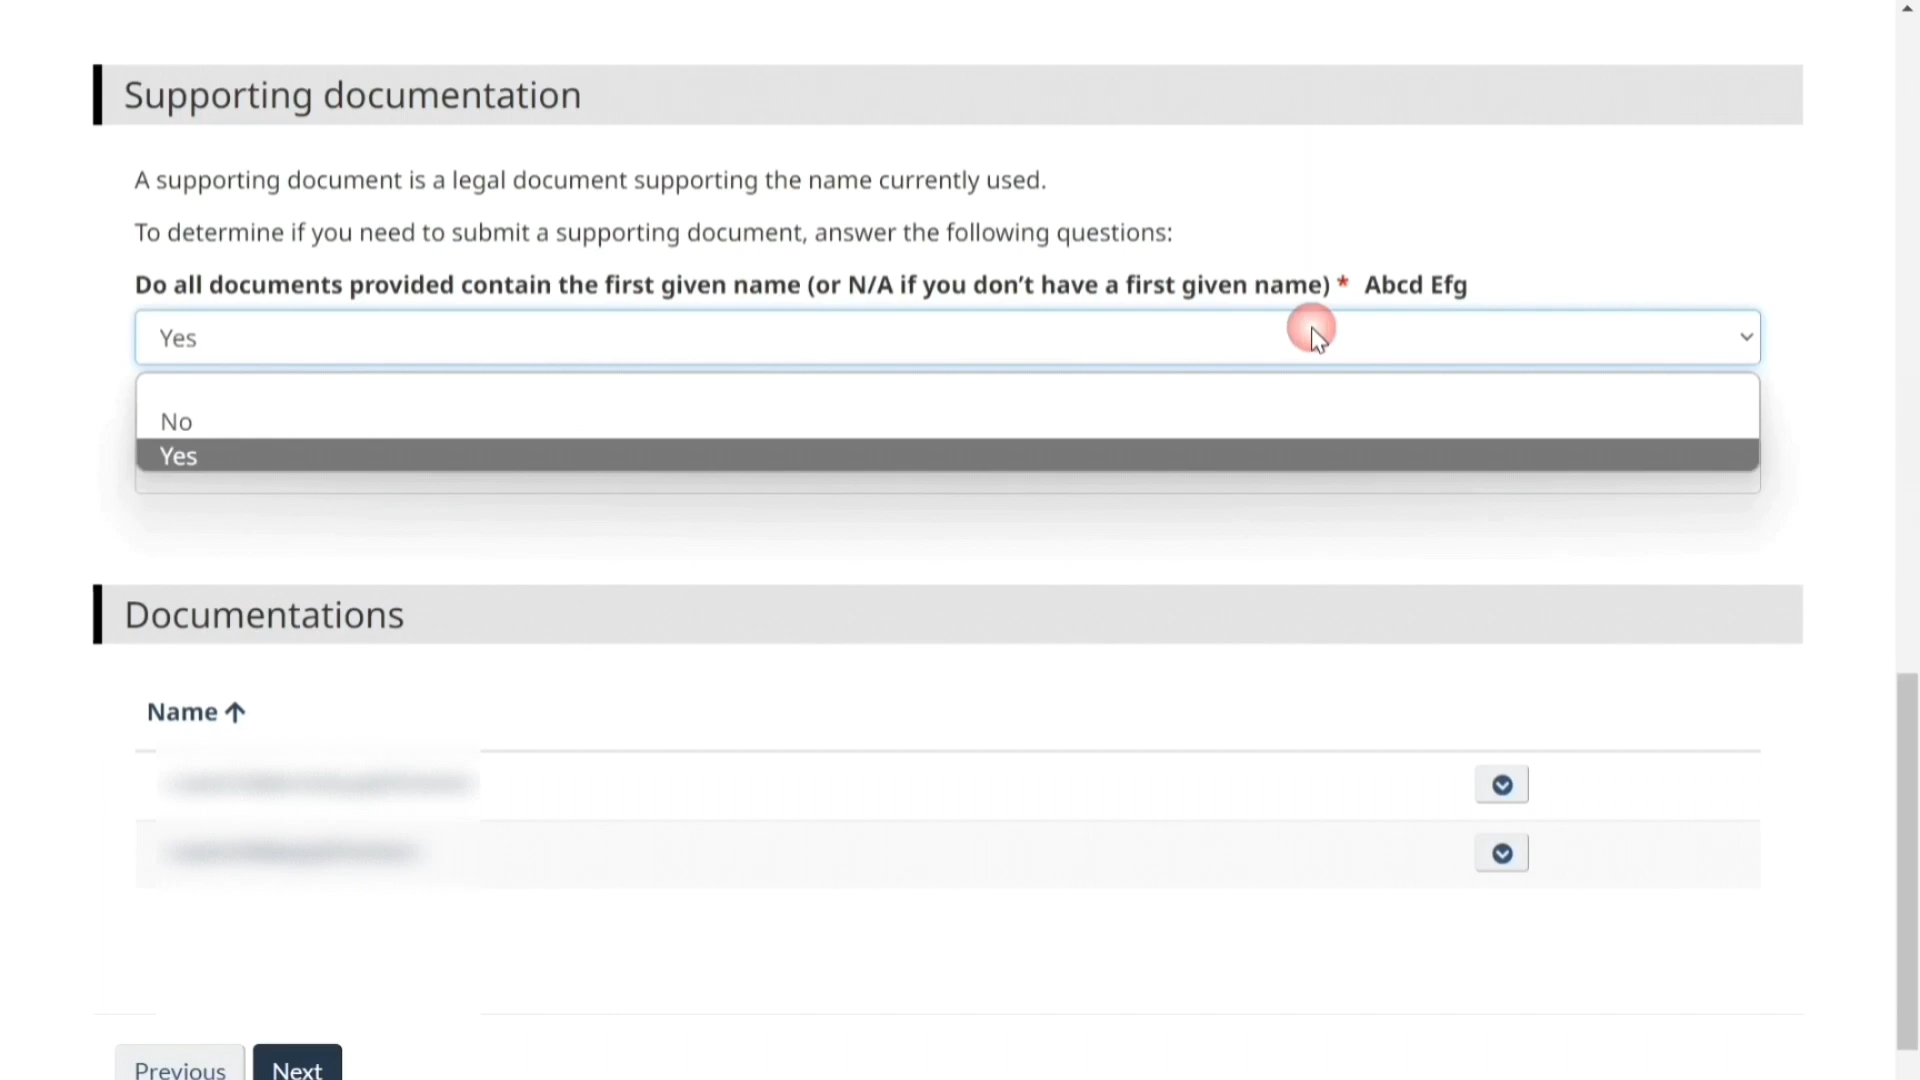 Supporting documentation
A supporting document is a legal document supporting the name currently used.
To determine if you need to submit a supporting document, answer the following questions:
Do all documents provided contain the first given name (or N/A if you don’t have a first given name) * Abcd Efg
Yes
No
Yes
Documentations
Name
Previous
Next